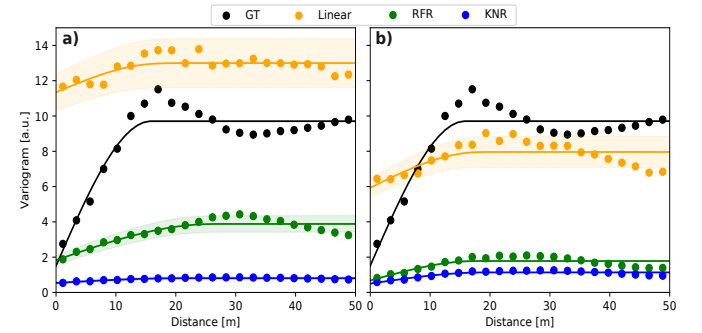 GT Linear RFR KNR
a) b)
Variogram [a.u.]
14
12
10
8
6
4
2
0
0 10 20 30 40 50 0 10 20 30 40 50
Distance [m] Distance [m]